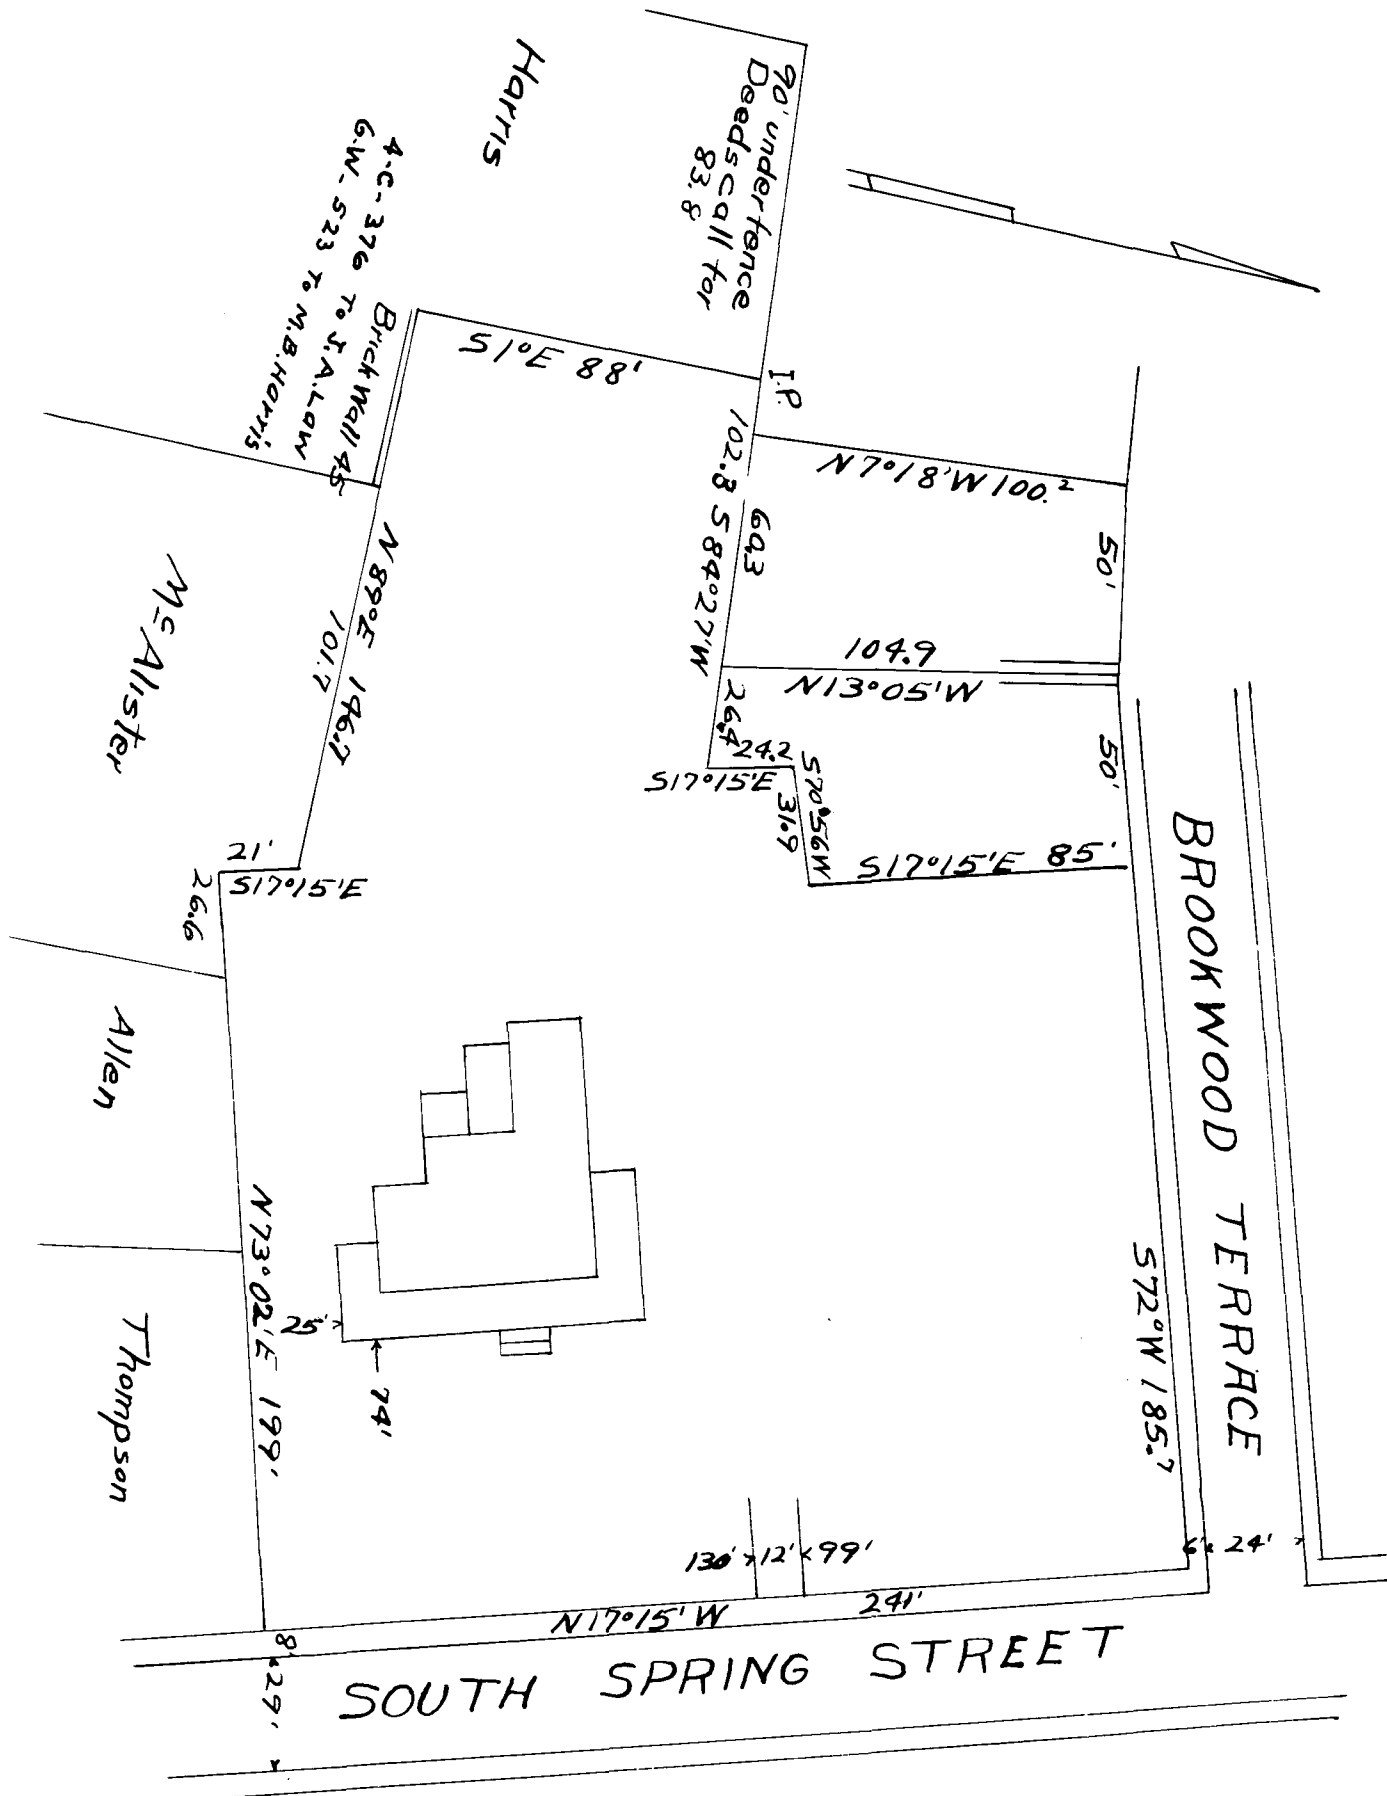 Harris
90' under fence
Deeds call for
83.8
4-C-376 To J.A. Law
G.W.-523 To M.B. Harris
Brick Wall 45
S1°E 88'
I.P.
N7°18'W 100.2
102.8 S84°27'W
60.3
50'
104.9
N13°05'W
26.4
24.2
S17°15'E
S70°56'W
31.9
50'
S17°15'E 85'
N89°E 146.7
101.7
McAllister
21'
S17°15'E
26.6
Allen
Thompson
N73°02'E 199'
25'
74'
BROOKWOOD TERRACE
S72°W 185.7
6' 24'
130' 12' 99'
N17°15'W 241'
8'
29'
SOUTH SPRING STREET